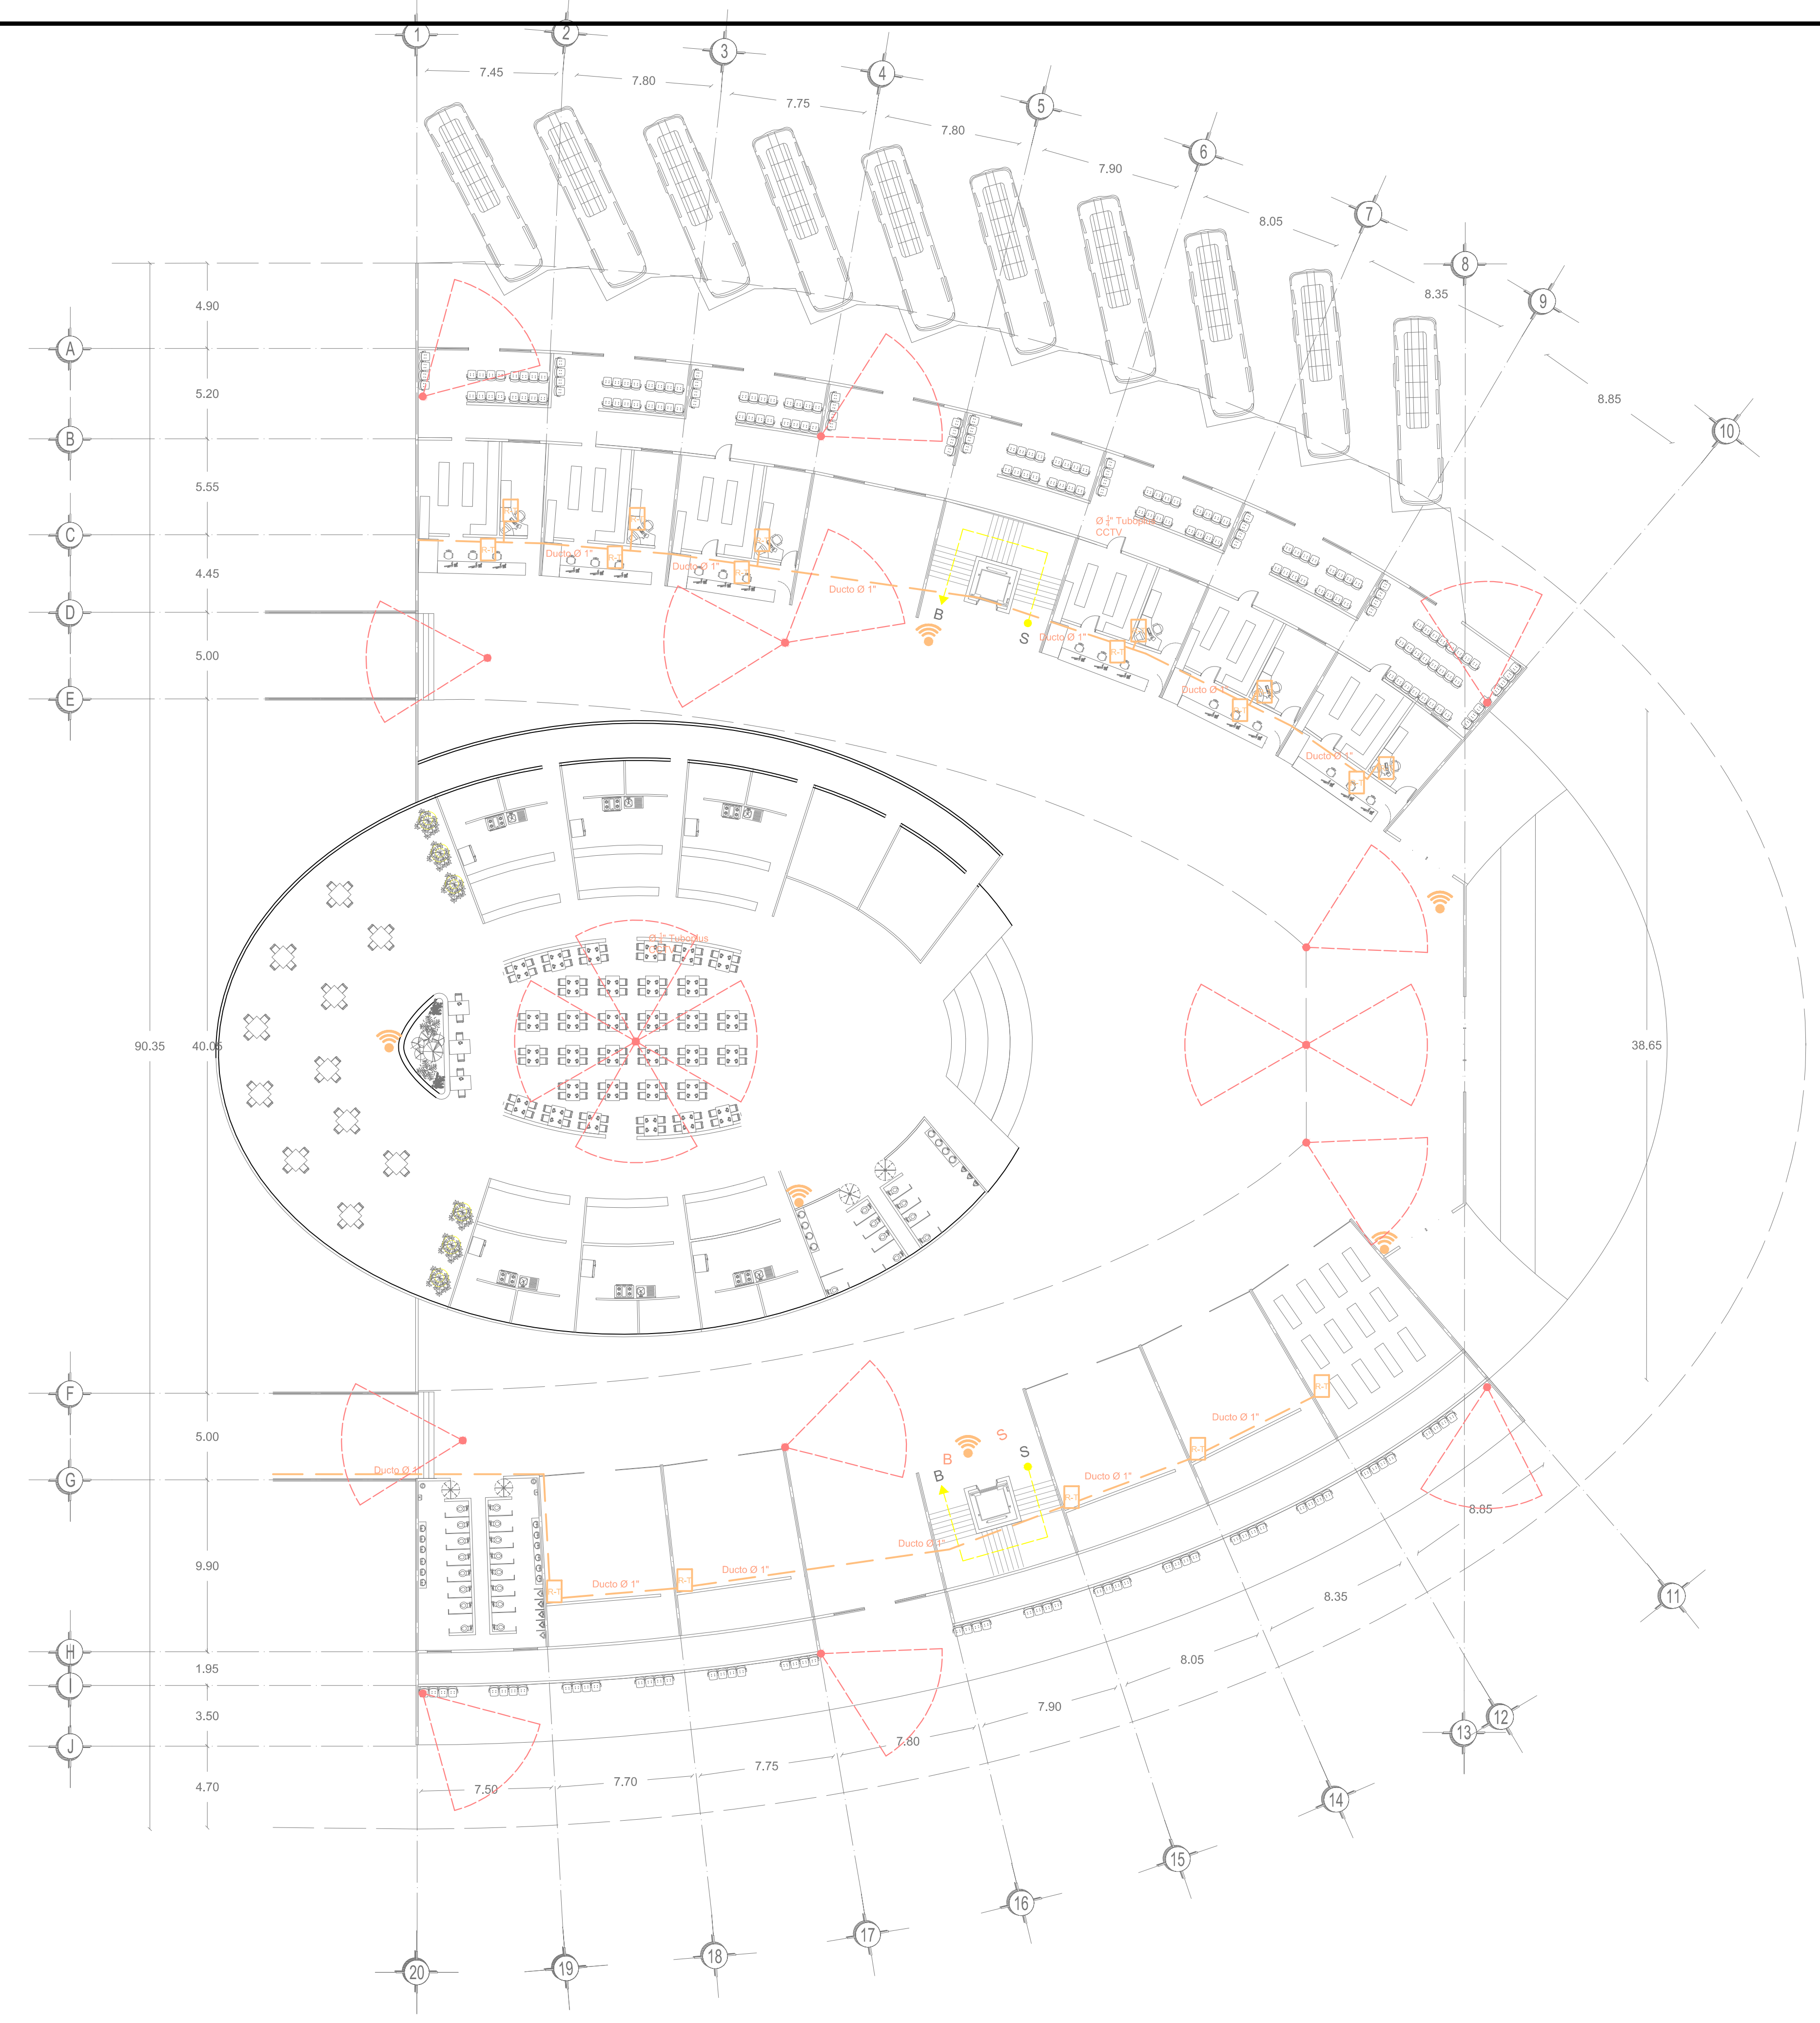 1
2
3
4
5
6
7
8
9
10
7.45
7.80
7.75
7.80
7.90
8.05
8.35
8.85
4.90
A
5.20
B
5.55
C
4.45
D
5.00
E
90.35
40.05
38.65
F
5.00
G
9.90
H
1.95
I
3.50
J
4.70
R-T
R-T
R-T
R-T
R-T
R-T
Ducto Ø 1"
Ducto Ø 1"
Ducto Ø 1"
Ø ¾" Tuboplus
CCTV
B
S
Ducto Ø 1"
R-T
Ducto Ø 1"
R-T
Ducto Ø 1"
R-T
Ø ¾" Tuboplus
CCTV
R-T
Ducto Ø 1"
S
B
S
B
R-T
Ducto Ø 1"
R-T
Ducto Ø 1"
Ducto Ø 1"
Ducto Ø 1"
R-T
Ducto Ø 1"
R-T
8.85
8.35
8.05
7.90
7.80
7.75
7.70
7.50
11
12
13
14
15
16
17
18
19
20